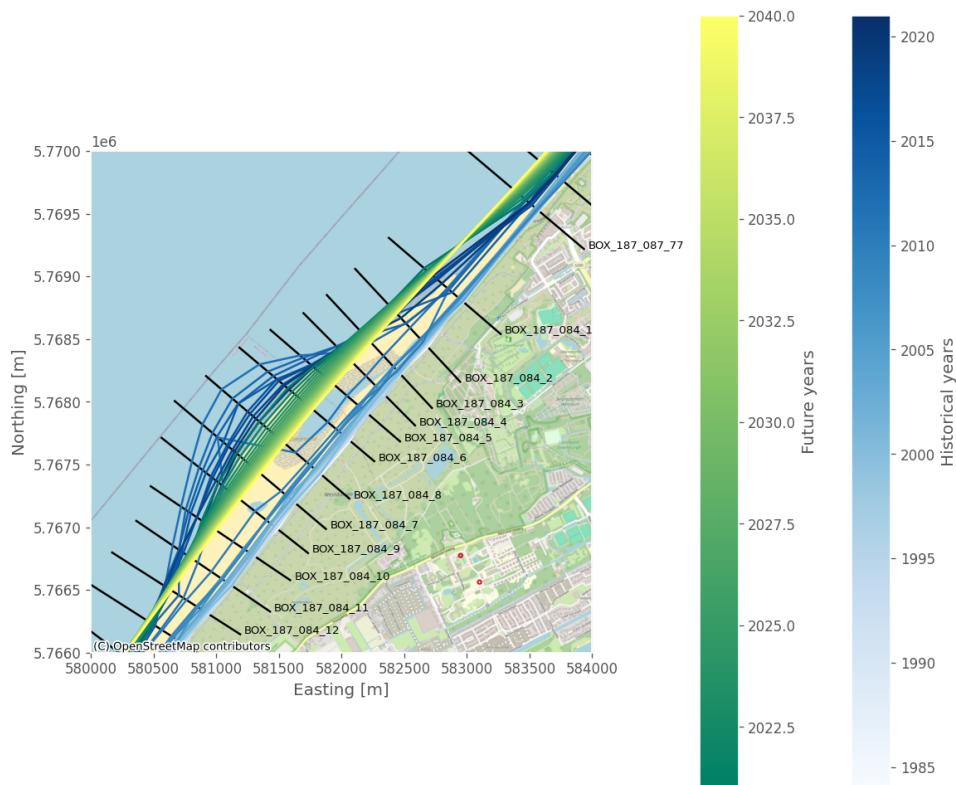 1e6
5.7700
5.7695
5.7690
5.7685
5.7680
5.7675
5.7670
5.7665
5.7660
Northing [m]
580000 580500 581000 581500 582000 582500 583000 583500 584000
Easting [m]
BOX_187_087_77
BOX_187_084_1
BOX_187_084_2
BOX_187_084_3
BOX_187_084_4
BOX_187_084_5
BOX_187_084_6
BOX_187_084_8
BOX_187_084_7
BOX_187_084_9
BOX_187_084_10
BOX_187_084_11
BOX_187_084_12
(C) OpenStreetMap contributors
2040.0
2037.5
2035.0
2032.5
2030.0
2027.5
2025.0
2022.5
Future years
2020
2015
2010
2005
2000
1995
1990
1985
Historical years